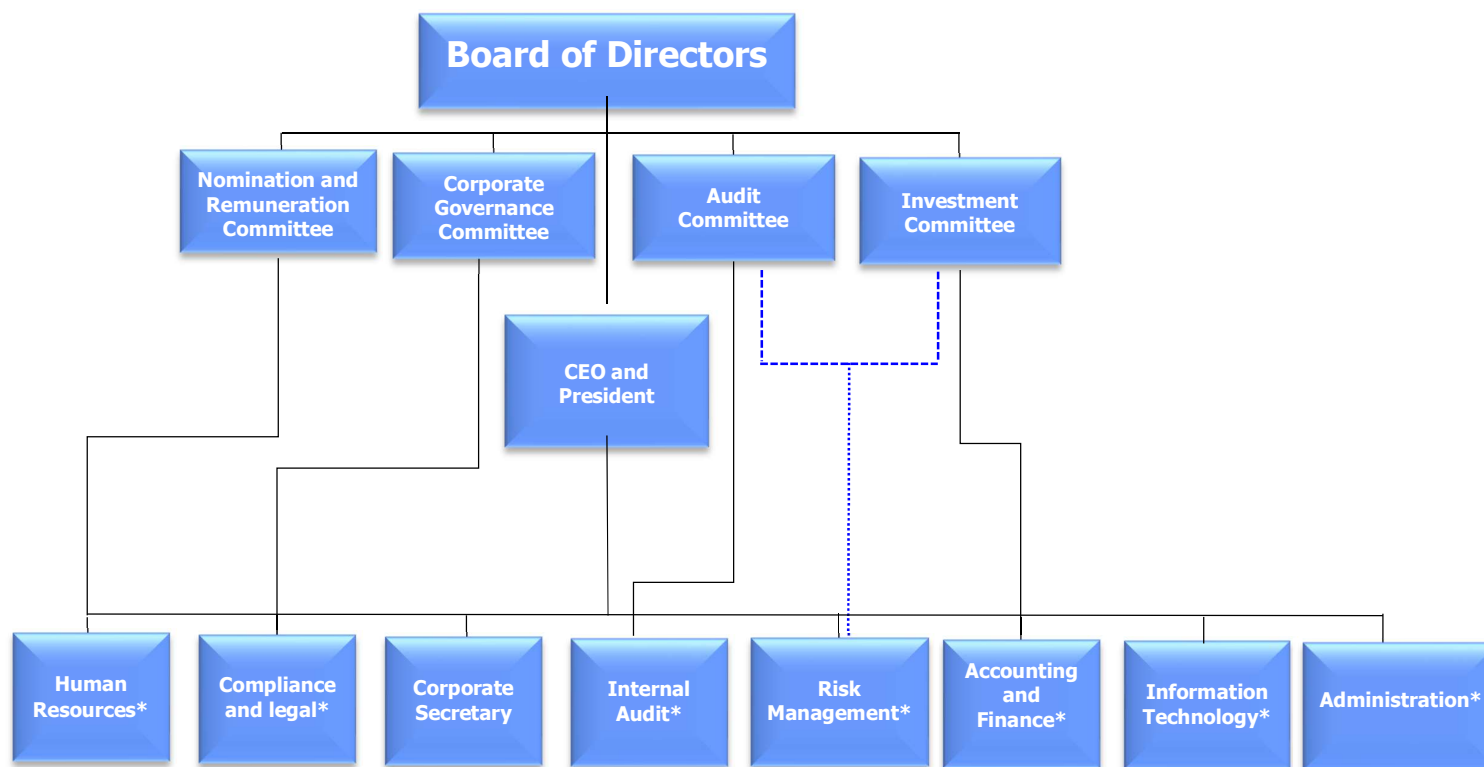 Board of Directors
Nomination and
Remuneration
Committee
Corporate
Governance
Committee
Audit
Committee
Investment
Committee
CEO and
President
Human
Resources*
Compliance
and legal*
Corporate
Secretary
Internal
Audit*
Risk
Management*
Accounting
and
Finance*
Information
Technology*
Administration*